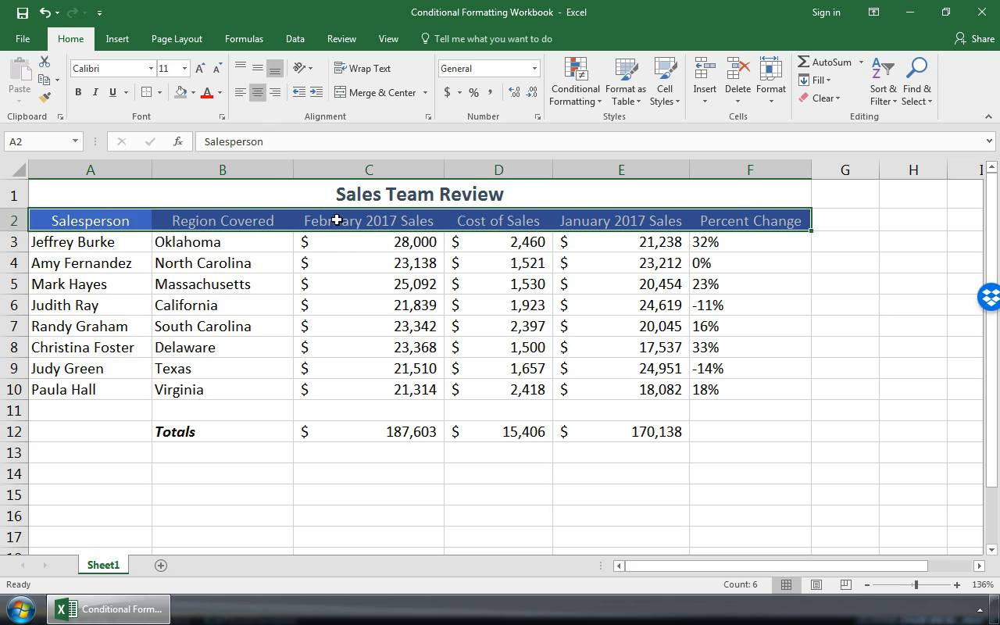 Conditional Formatting Workbook - Excel
Sign in
File Home Insert Page Layout Formulas Data Review View Tell me what you want to do Share
Paste
Calibri 11
B I U
Wrap Text
Merge & Center
General
$ % ,
Conditional Formatting
Format as Table
Cell Styles
Insert
Delete
Format
AutoSum
Fill
Clear
Sort & Filter
Find & Select
Clipboard Font Alignment Number Styles Cells Editing
A2 fx Salesperson
A B C D E F G H I
1 Sales Team Review
2 Salesperson Region Covered February 2017 Sales Cost of Sales January 2017 Sales Percent Change
3 Jeffrey Burke Oklahoma $ 28,000 $ 2,460 $ 21,238 32%
4 Amy Fernandez North Carolina $ 23,138 $ 1,521 $ 23,212 0%
5 Mark Hayes Massachusetts $ 25,092 $ 1,530 $ 20,454 23%
6 Judith Ray California $ 21,839 $ 1,923 $ 24,619 -11%
7 Randy Graham South Carolina $ 23,342 $ 2,397 $ 20,045 16%
8 Christina Foster Delaware $ 23,368 $ 1,500 $ 17,537 33%
9 Judy Green Texas $ 21,510 $ 1,657 $ 24,951 -14%
10 Paula Hall Virginia $ 21,314 $ 2,418 $ 18,082 18%
11
12 Totals $ 187,603 $ 15,406 $ 170,138
13
14
15
16
17
Sheet1
Ready Count: 6 136%
Conditional Form...